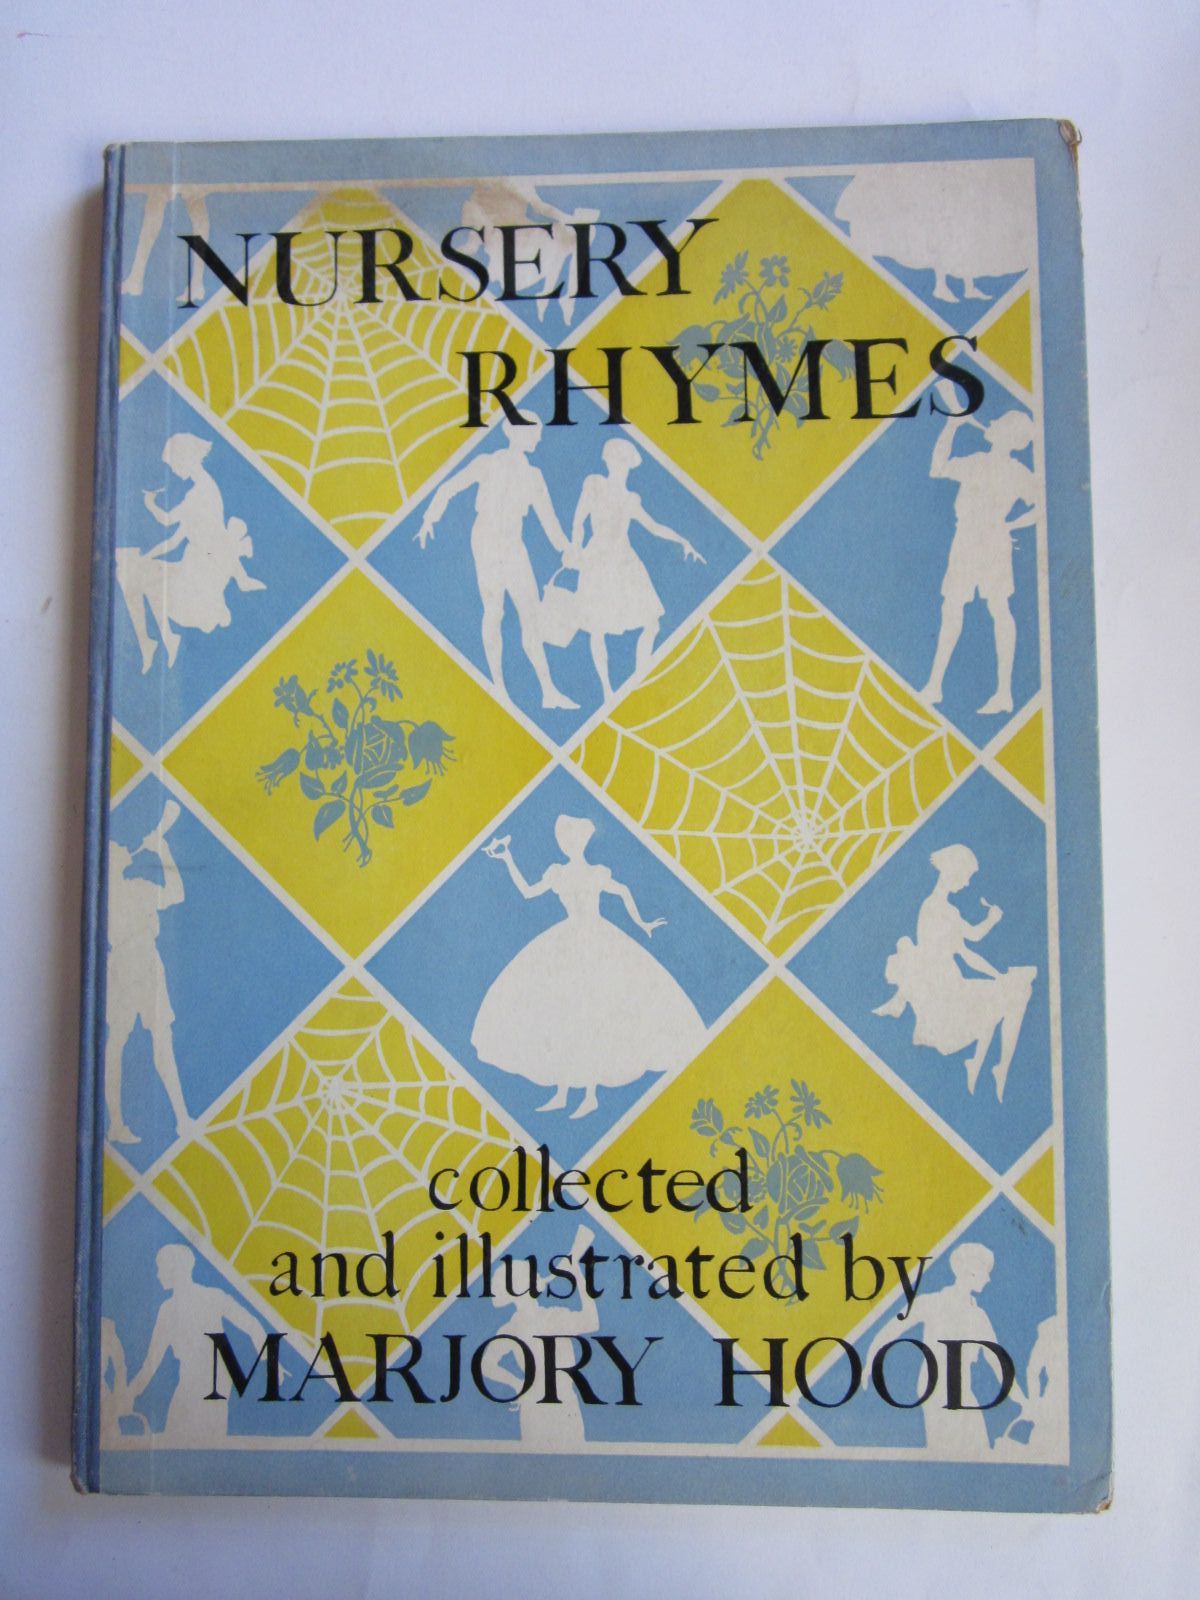 NURSERY
RHYMES
collected
and illustrated by
MARJORY HOOD